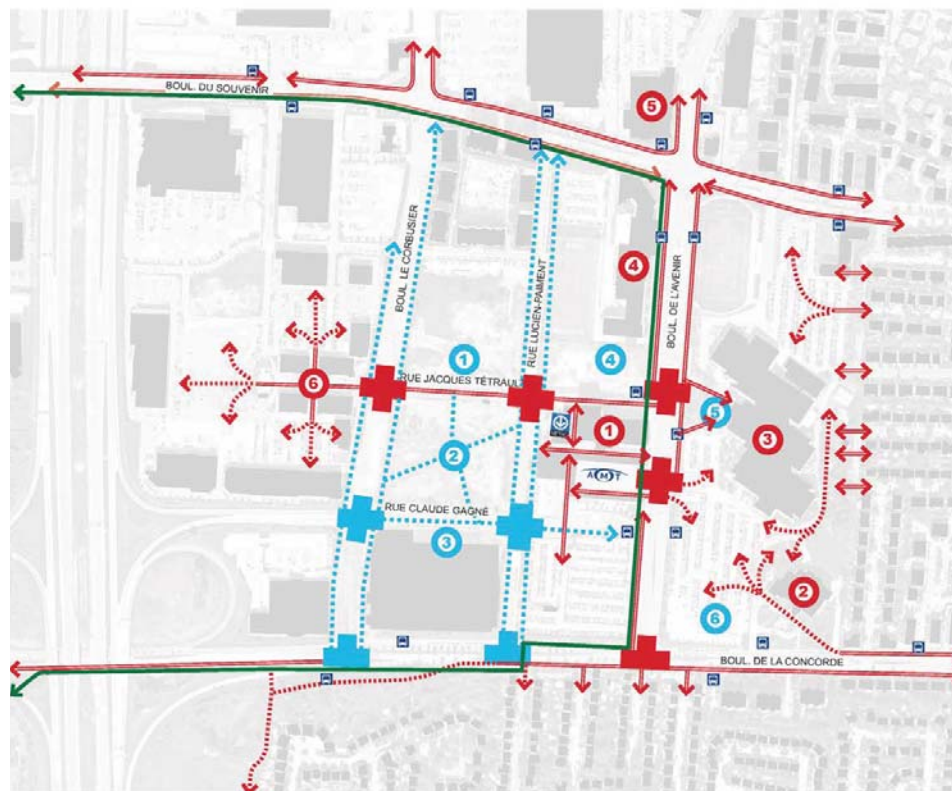 BOUL. DU SOUVENIR
5
BOUL. LE CORBUSIER
RUE LUCIEN-PAIMENT
BOUL. DE L'AVENIR
4
1
4
RUE JACQUES TÉTRAULT
6
5
1
3
2
AMT
RUE CLAUDE GAGNÉ
3
2
6
BOUL. DE LA CONCORDE